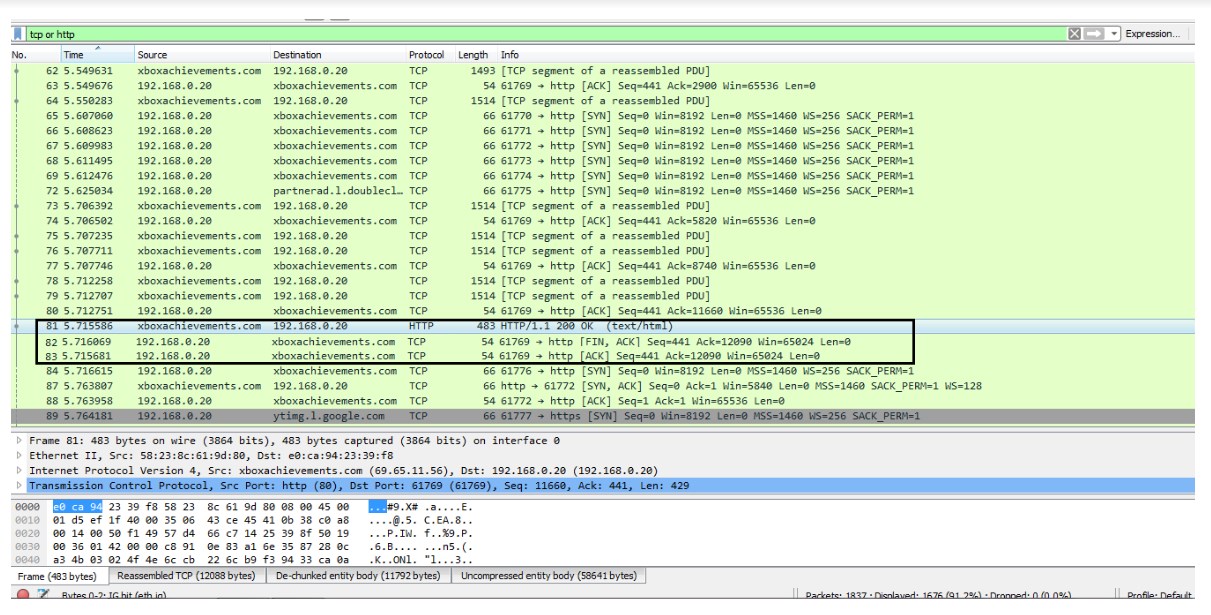 tcp or http Expression...
No. Time Source Destination Protocol Length Info
62 5.549631 xboxachievements.com 192.168.0.20 TCP 1493 [TCP segment of a reassembled PDU]
63 5.549676 192.168.0.20 xboxachievements.com TCP 54 61769 → http [ACK] Seq=441 Ack=2900 Win=65536 Len=0
64 5.550283 xboxachievements.com 192.168.0.20 TCP 1514 [TCP segment of a reassembled PDU]
65 5.607060 192.168.0.20 xboxachievements.com TCP 66 61770 → http [SYN] Seq=0 Win=8192 Len=0 MSS=1460 WS=256 SACK_PERM=1
66 5.608623 192.168.0.20 xboxachievements.com TCP 66 61771 → http [SYN] Seq=0 Win=8192 Len=0 MSS=1460 WS=256 SACK_PERM=1
67 5.609983 192.168.0.20 xboxachievements.com TCP 66 61772 → http [SYN] Seq=0 Win=8192 Len=0 MSS=1460 WS=256 SACK_PERM=1
68 5.611495 192.168.0.20 xboxachievements.com TCP 66 61773 → http [SYN] Seq=0 Win=8192 Len=0 MSS=1460 WS=256 SACK_PERM=1
69 5.612476 192.168.0.20 xboxachievements.com TCP 66 61774 → http [SYN] Seq=0 Win=8192 Len=0 MSS=1460 WS=256 SACK_PERM=1
72 5.625034 192.168.0.20 partnerad.l.doublecl… TCP 66 61775 → http [SYN] Seq=0 Win=8192 Len=0 MSS=1460 WS=256 SACK_PERM=1
73 5.706392 xboxachievements.com 192.168.0.20 TCP 1514 [TCP segment of a reassembled PDU]
74 5.706502 192.168.0.20 xboxachievements.com TCP 54 61769 → http [ACK] Seq=441 Ack=5820 Win=65536 Len=0
75 5.707235 xboxachievements.com 192.168.0.20 TCP 1514 [TCP segment of a reassembled PDU]
76 5.707711 xboxachievements.com 192.168.0.20 TCP 1514 [TCP segment of a reassembled PDU]
77 5.707746 192.168.0.20 xboxachievements.com TCP 54 61769 → http [ACK] Seq=441 Ack=8740 Win=65536 Len=0
78 5.712258 xboxachievements.com 192.168.0.20 TCP 1514 [TCP segment of a reassembled PDU]
79 5.712707 xboxachievements.com 192.168.0.20 TCP 1514 [TCP segment of a reassembled PDU]
80 5.712751 192.168.0.20 xboxachievements.com TCP 54 61769 → http [ACK] Seq=441 Ack=11660 Win=65536 Len=0
81 5.715586 xboxachievements.com 192.168.0.20 HTTP 483 HTTP/1.1 200 OK (text/html)
82 5.716069 192.168.0.20 xboxachievements.com TCP 54 61769 → http [FIN, ACK] Seq=441 Ack=12090 Win=65024 Len=0
83 5.715681 192.168.0.20 xboxachievements.com TCP 54 61769 → http [ACK] Seq=441 Ack=12090 Win=65024 Len=0
84 5.716615 192.168.0.20 xboxachievements.com TCP 66 61776 → http [SYN] Seq=0 Win=8192 Len=0 MSS=1460 WS=256 SACK_PERM=1
87 5.763807 xboxachievements.com 192.168.0.20 TCP 66 http → 61772 [SYN, ACK] Seq=0 Ack=1 Win=5840 Len=0 MSS=1460 SACK_PERM=1 WS=128
88 5.763958 192.168.0.20 xboxachievements.com TCP 54 61772 → http [ACK] Seq=1 Ack=1 Win=65536 Len=0
89 5.764181 192.168.0.20 ytimg.l.google.com TCP 66 61777 → https [SYN] Seq=0 Win=8192 Len=0 MSS=1460 WS=256 SACK_PERM=1
Frame 81: 483 bytes on wire (3864 bits), 483 bytes captured (3864 bits) on interface 0
Ethernet II, Src: 58:23:8c:61:9d:80, Dst: e0:ca:94:23:39:f8
Internet Protocol Version 4, Src: xboxachievements.com (69.65.11.56), Dst: 192.168.0.20 (192.168.0.20)
Transmission Control Protocol, Src Port: http (80), Dst Port: 61769 (61769), Seq: 11660, Ack: 441, Len: 429
0000 e0 ca 94 23 39 f8 58 23 8c 61 9d 80 08 00 45 00 ...#9.X# .a....E.
0010 01 d5 ef 1f 40 00 35 06 43 ce 45 41 0b 38 c0 a8 ....@.5. C.EA.8..
0020 00 14 00 50 f1 49 57 d4 66 c7 14 25 39 8f 50 19 ...P.IW. f..%9.P.
0030 00 36 01 42 00 00 c8 91 0e 83 a1 6e 35 87 28 0c .6.B.... ...n5.(.
0040 a3 4b 03 02 4f 4e 6c cb 22 6c b9 f3 94 33 ca 0a .K..ONl. "l...3..
Frame (483 bytes) Reassembled TCP (12088 bytes) De-chunked entity body (11792 bytes) Uncompressed entity body (58641 bytes)
Bytes 0-2: IG bit (eth.ig) Packets: 1837 · Displayed: 1676 (91.2%) · Dropped: 0 (0.0%) Profile: Default